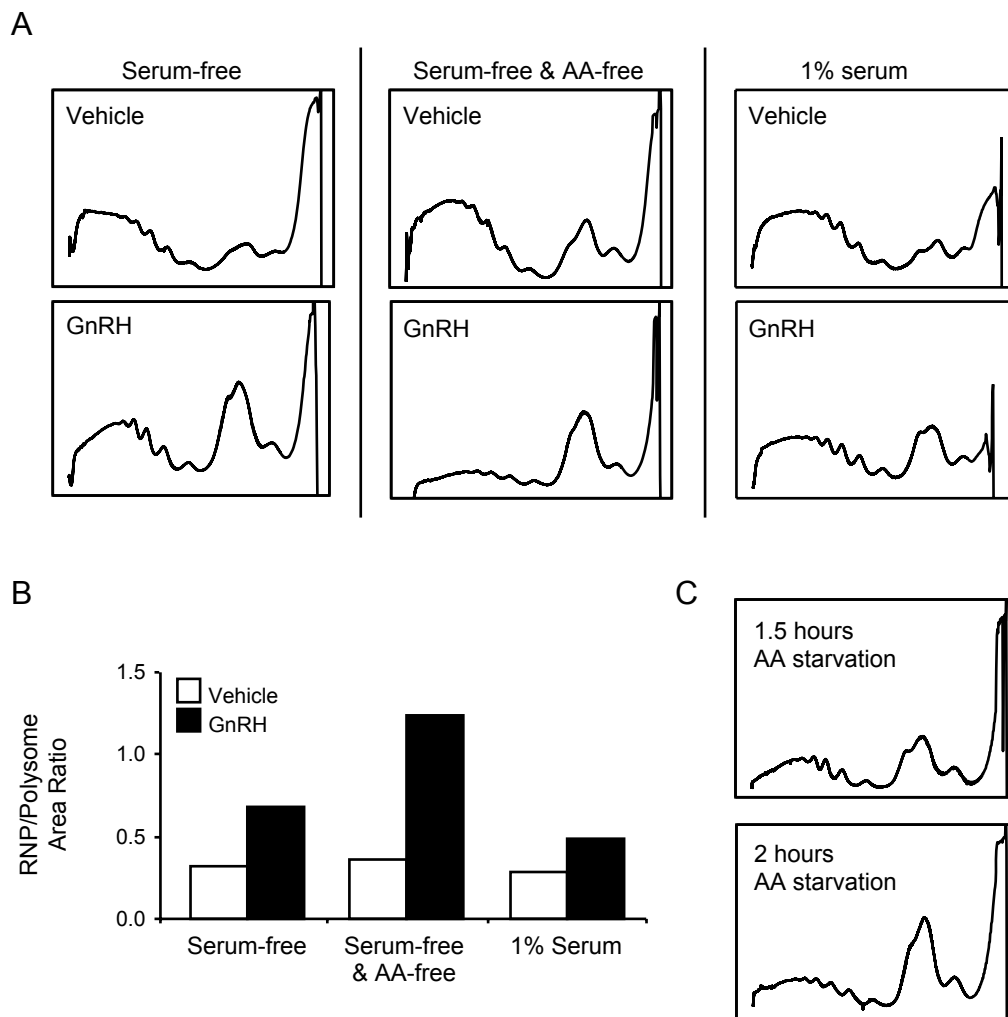 A
Serum-free
Serum-free & AA-free
1% serum
Vehicle
Vehicle
Vehicle
GnRH
GnRH
GnRH
B
RNP/Polysome
Area Ratio
1.5
1.0
0.5
0.0
Vehicle
GnRH
Serum-free
Serum-free
& AA-free
1% Serum
C
1.5 hours
AA starvation
2 hours
AA starvation